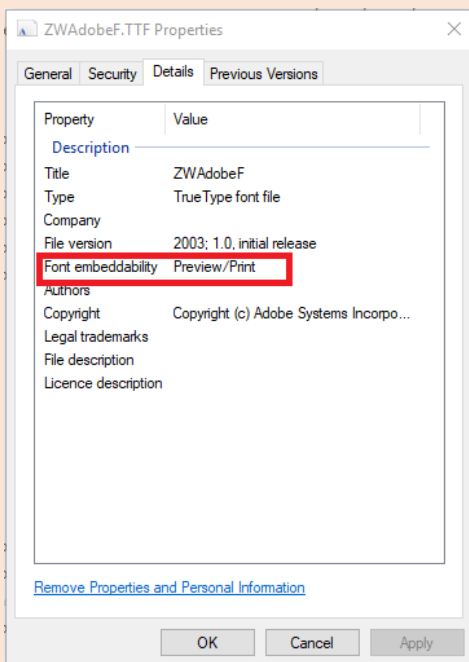 ZWAdobeF.TTF Properties
General Security Details Previous Versions
Property Value
Description
Title ZWAdobeF
Type TrueType font file
Company
File version 2003; 1.0, initial release
Font embeddability Preview/Print
Authors
Copyright Copyright (c) Adobe Systems Incorpo...
Legal trademarks
File description
Licence description
Remove Properties and Personal Information
OK Cancel Apply